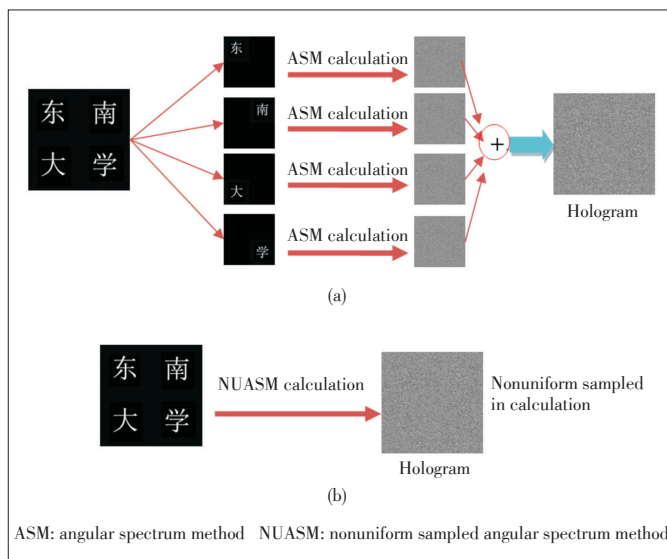 东 南
大 学
东
ASM calculation
南
ASM calculation
大
ASM calculation
学
ASM calculation
+
Hologram
(a)
东 南
大 学
NUASM calculation
Nonuniform sampled
in calculation
Hologram
(b)
ASM: angular spectrum method NUASM: nonuniform sampled angular spectrum method